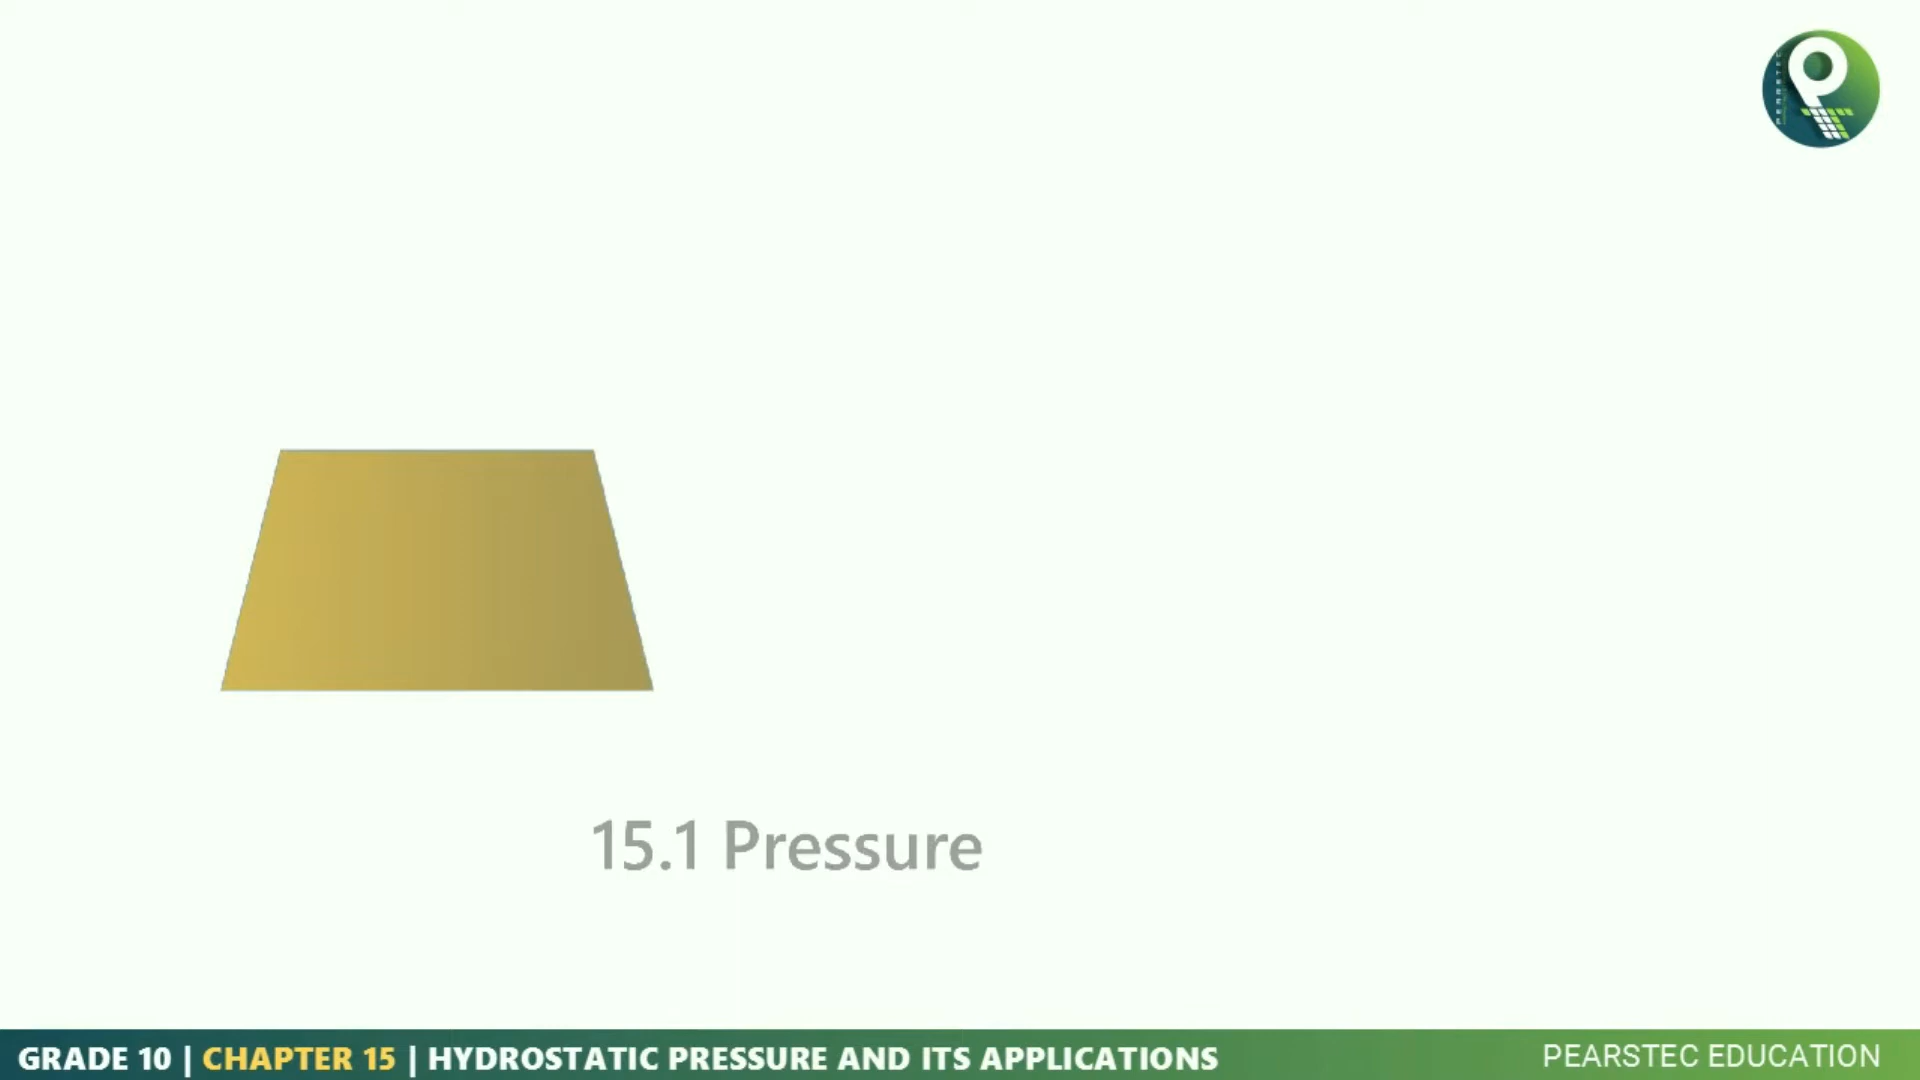 15.1 Pressure
GRADE 10 | CHAPTER 15 | HYDROSTATIC PRESSURE AND ITS APPLICATIONS
PEARSTEC EDUCATION